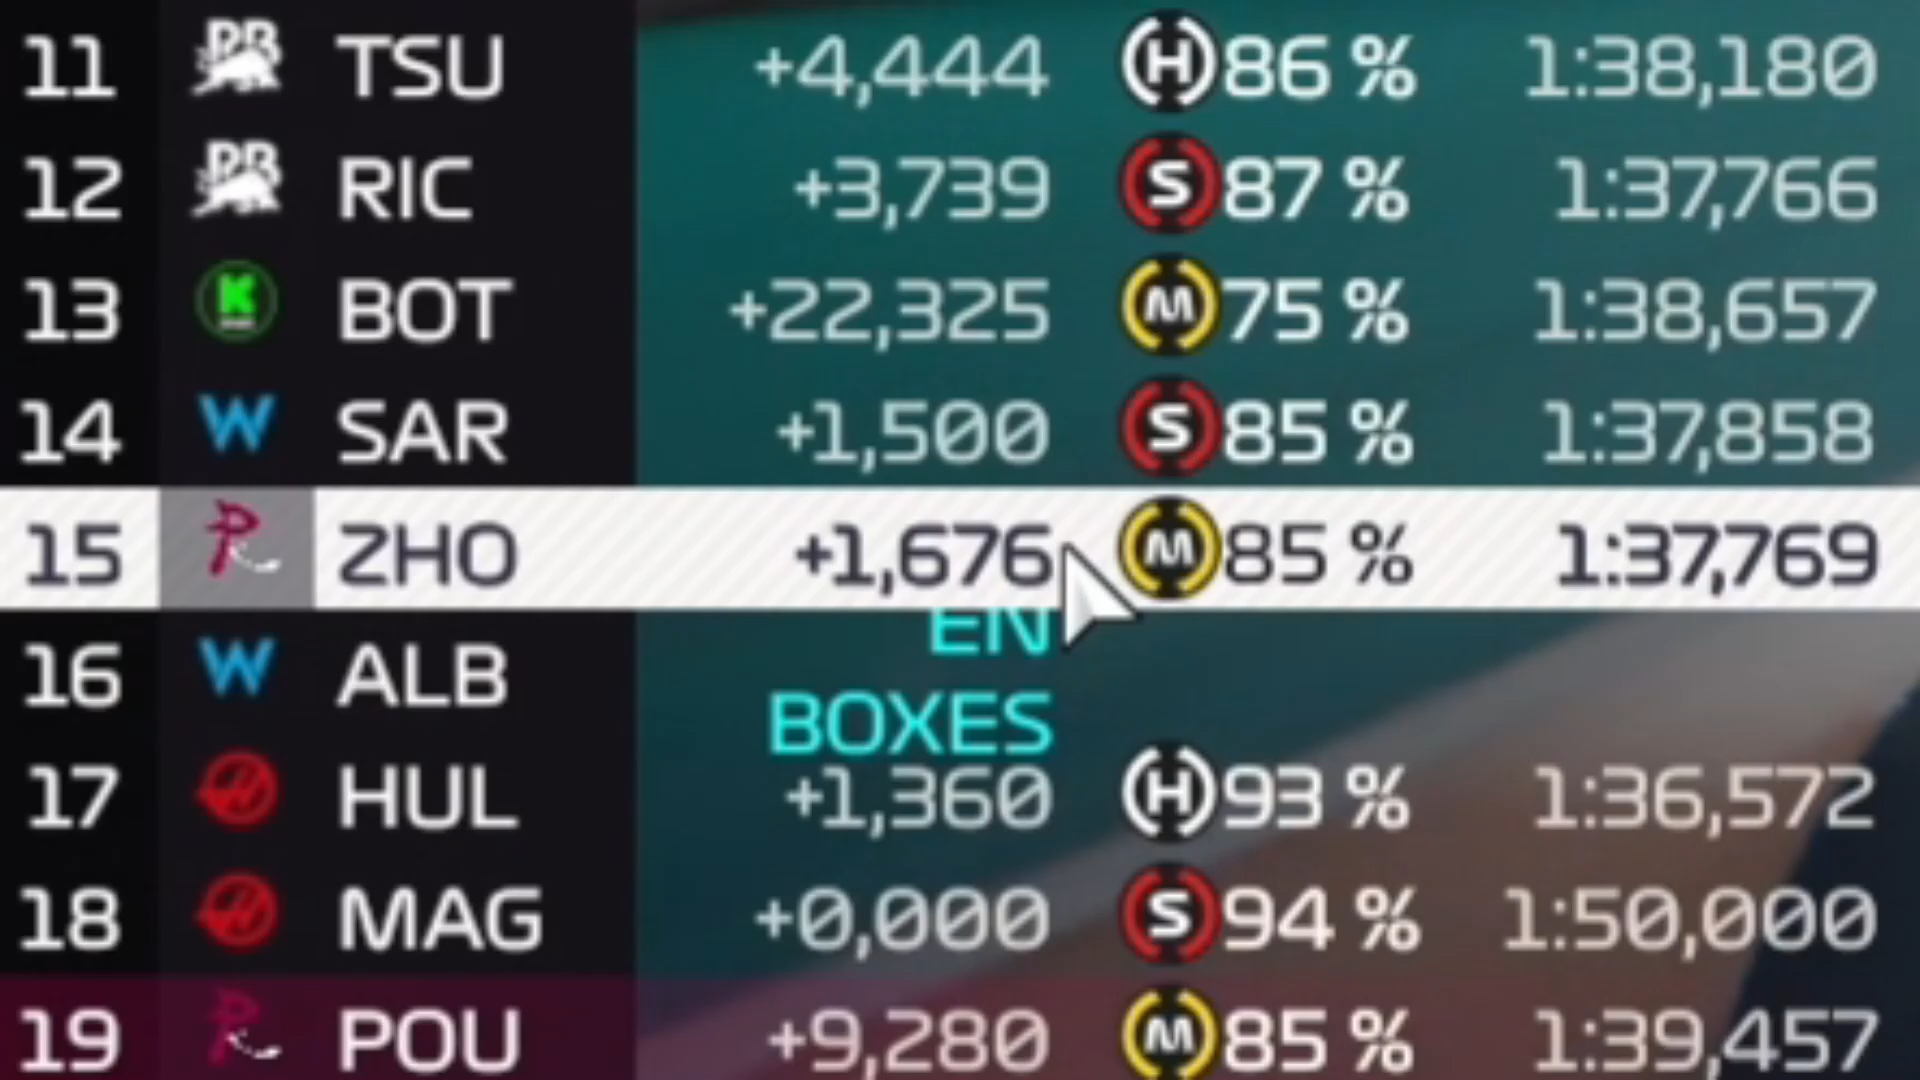 11 TSU +4,444 H 86 % 1:38,180
12 RIC +3,739 S 87 % 1:37,766
13 K BOT +22,325 M 75 % 1:38,657
14 W SAR +1,500 S 85 % 1:37,858
15 ZHO +1,676 M 85 % 1:37,769
16 W ALB EN
BOXES
17 HUL +1,360 H 93 % 1:36,572
18 MAG +0,000 S 94 % 1:50,000
19 POU +9,280 M 85 % 1:39,457